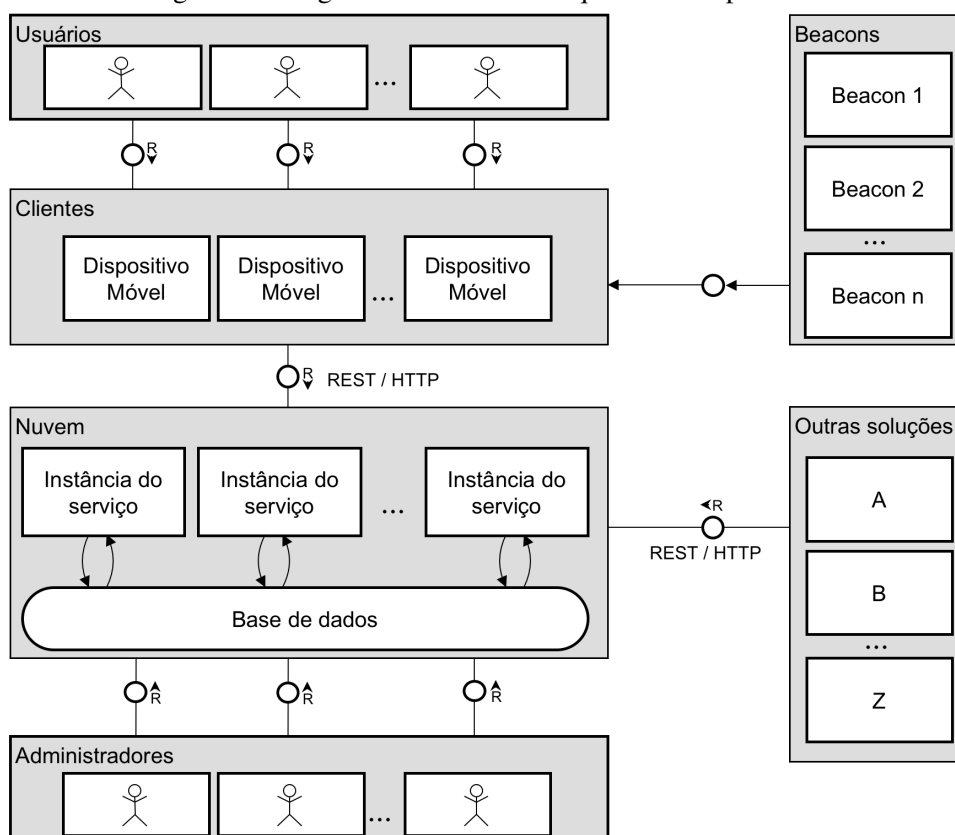 Usuários
...
R
R
R
Clientes
Dispositivo
Móvel
Dispositivo
Móvel
...
Dispositivo
Móvel
Beacons
Beacon 1
Beacon 2
...
Beacon n
R
REST / HTTP
Nuvem
Instância do
serviço
Instância do
serviço
...
Instância do
serviço
Base de dados
R
REST / HTTP
Outras soluções
A
B
...
Z
R
R
R
Administradores
...